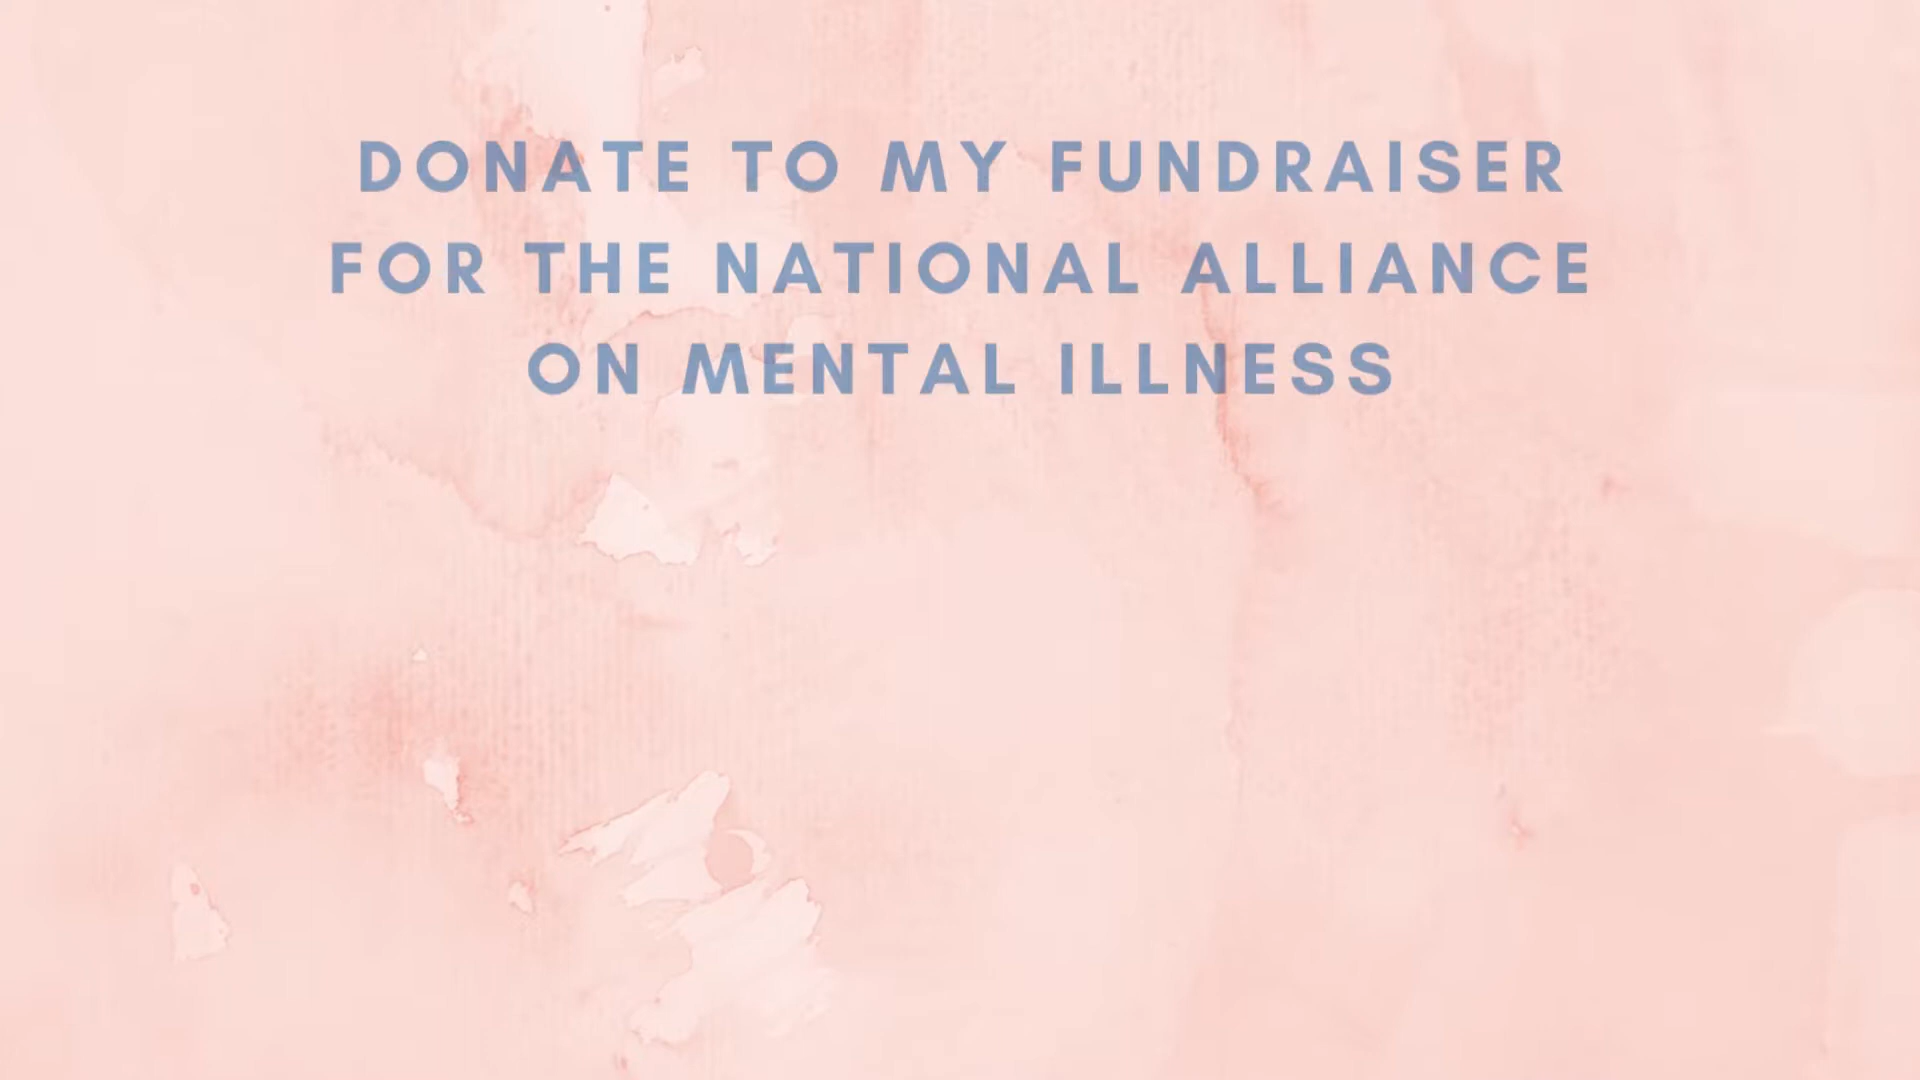 DONATE TO MY FUNDRAISER
FOR THE NATIONAL ALLIANCE
ON MENTAL ILLNESS